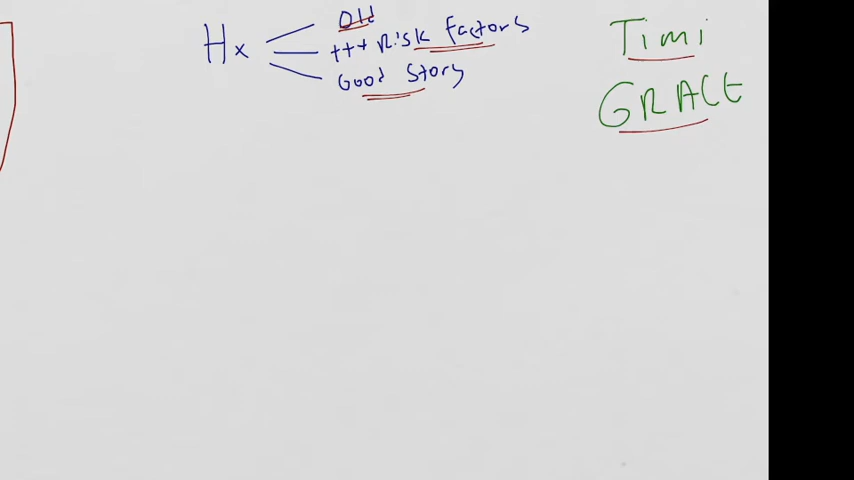 Old
Hx +++ Risk Factors
Good Story
Timi
GRACE